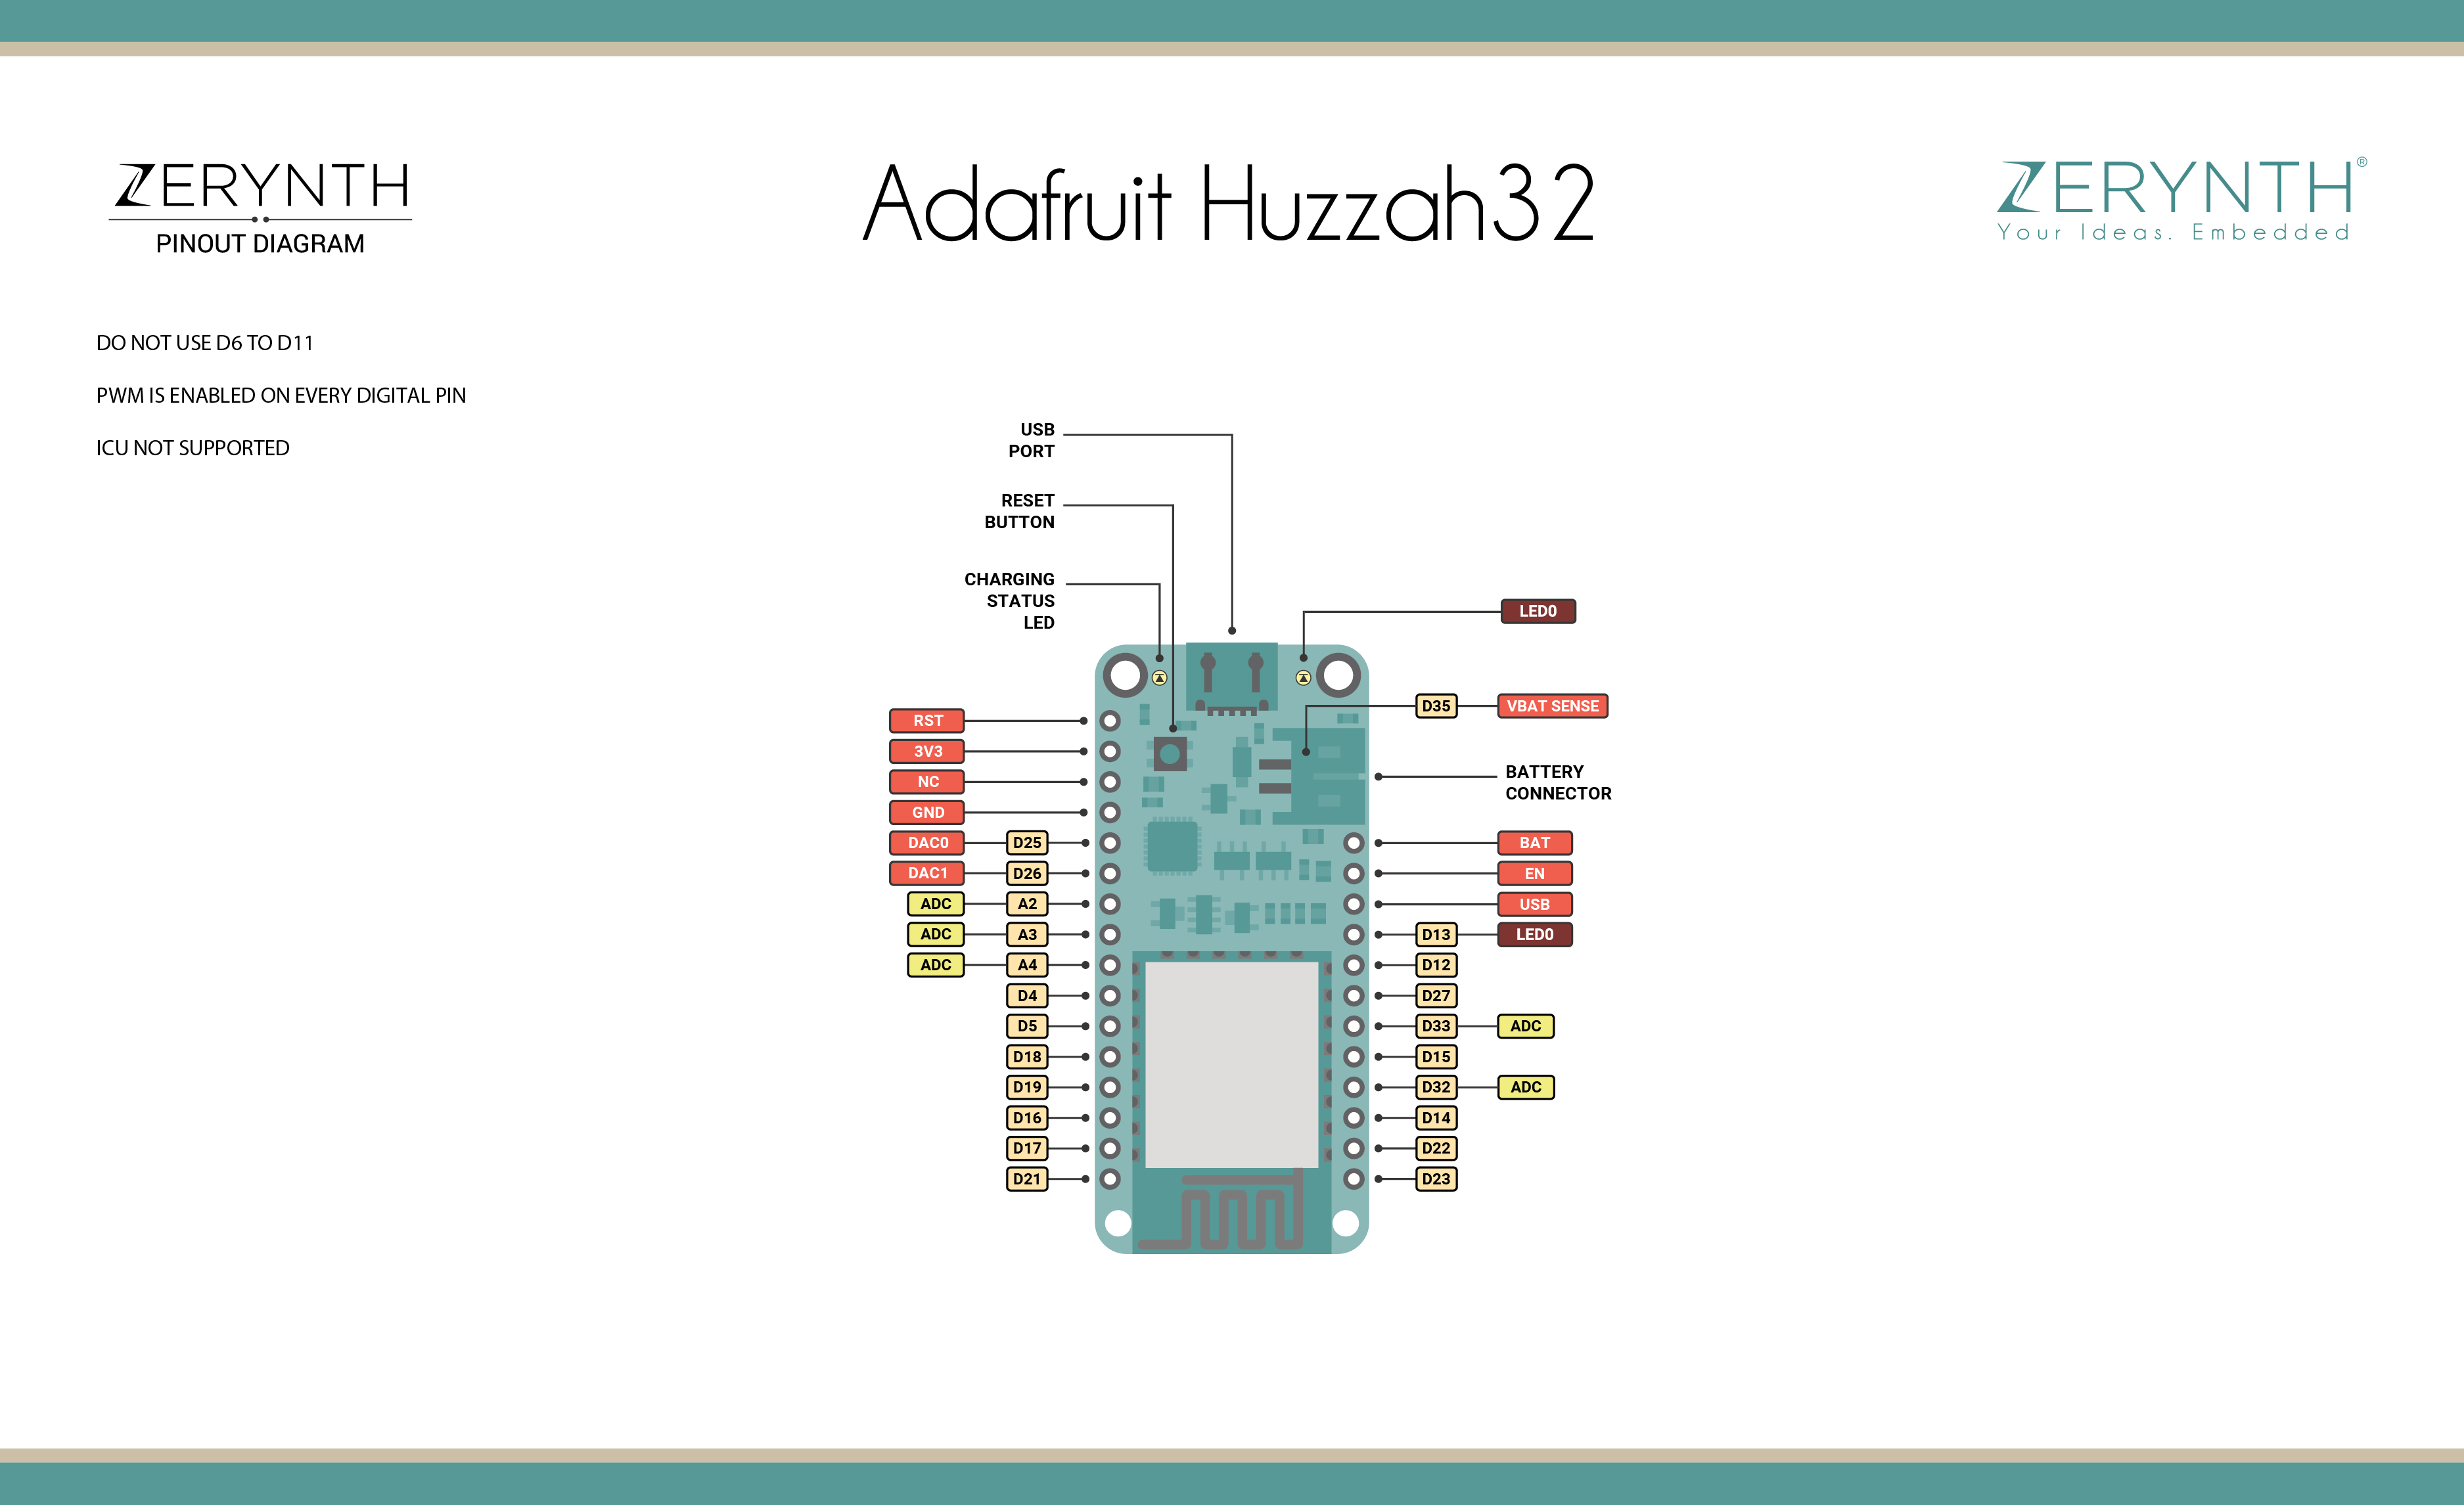 ZERYNTH
PINOUT DIAGRAM
Adafruit Huzzah32
ZERYNTH®
Your Ideas. Embedded
DO NOT USE D6 TO D11
PWM IS ENABLED ON EVERY DIGITAL PIN
ICU NOT SUPPORTED
USB
PORT
RESET
BUTTON
CHARGING
STATUS
LED
RST
3V3
NC
GND
DAC0 D25
DAC1 D26
ADC A2
ADC A3
ADC A4
D4
D5
D18
D19
D16
D17
D21
LED0
D35 VBAT SENSE
BATTERY
CONNECTOR
BAT
EN
USB
D13 LED0
D12
D27
D33 ADC
D15
D32 ADC
D14
D22
D23